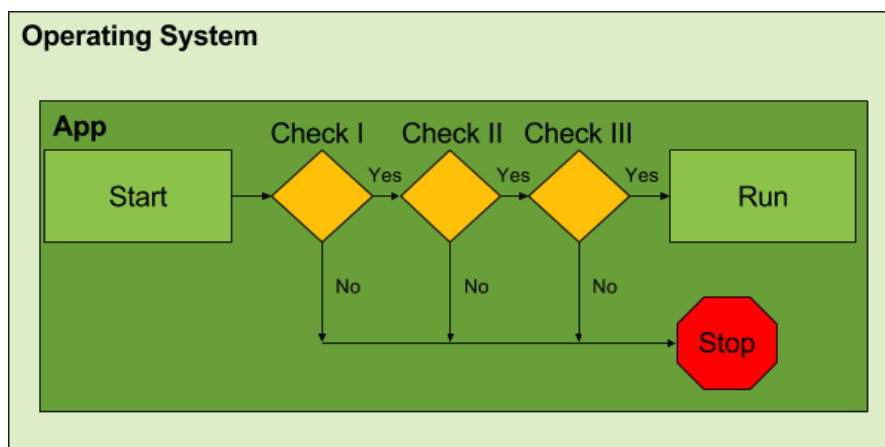 Operating System
App
Check I
Check II
Check III
Start
Yes
Yes
Yes
Run
No
No
No
Stop